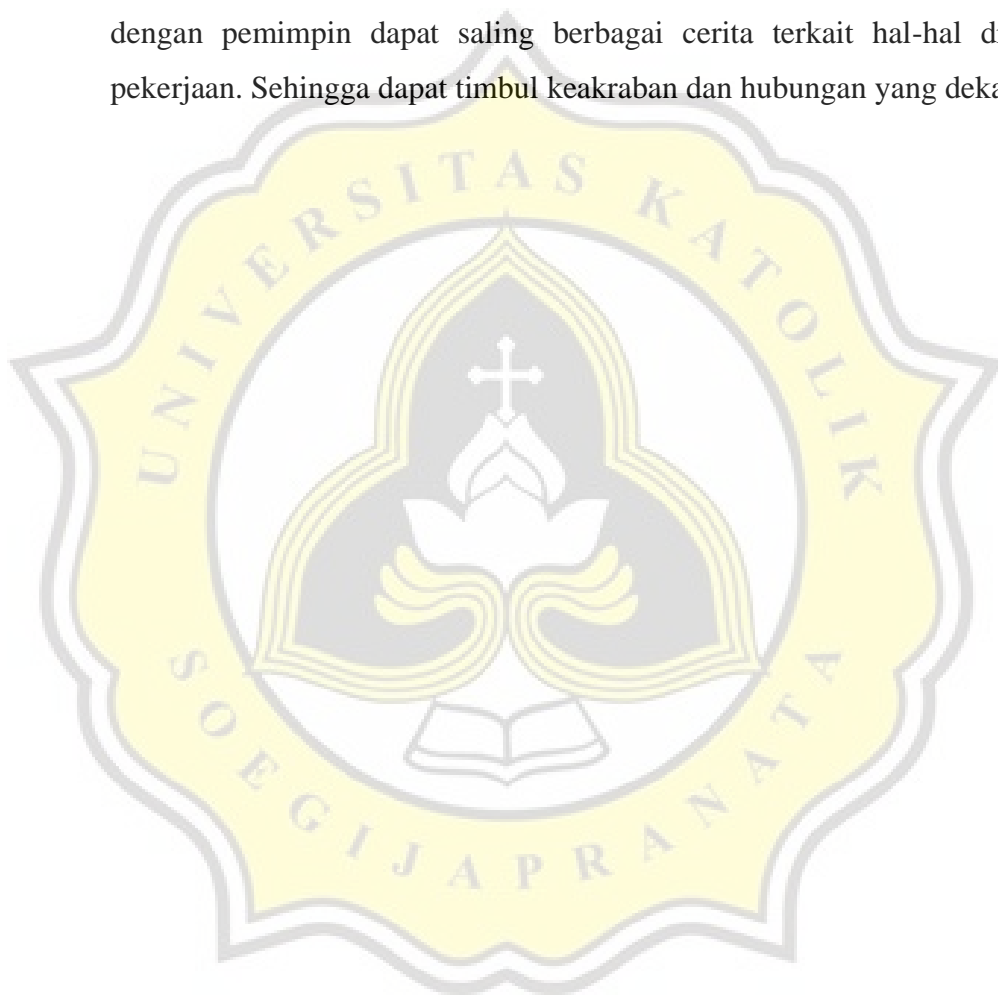 dengan pemimpin dapat saling berbagai cerita terkait hal-hal
pekerjaan. Sehingga dapat timbul keakraban dan hubungan yang
UNIVERSITAS KATOLIK
SOEGIJAPRANATA